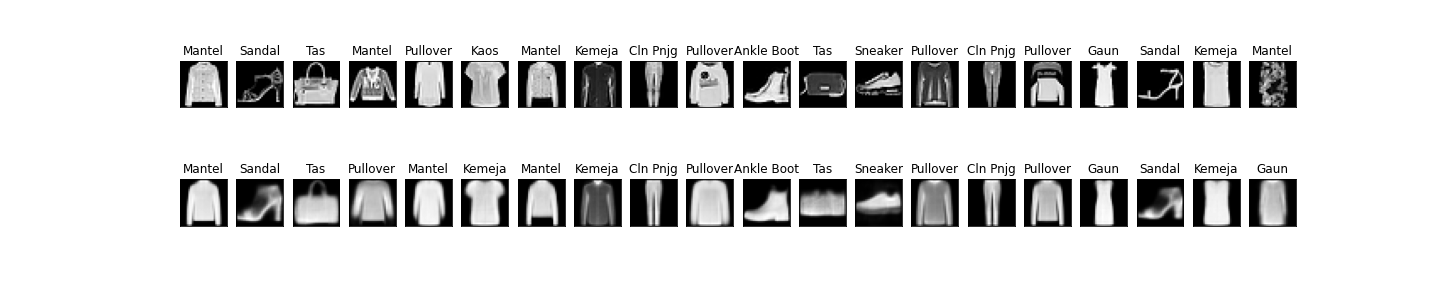 Mantel Sandal Tas Mantel Pullover Kaos Mantel Kemeja Cln Pnjg Pullover Ankle Boot Tas Sneaker Pullover Cln Pnjg Pullover Gaun Sandal Kemeja Mantel
Mantel Sandal Tas Pullover Mantel Kemeja Mantel Kemeja Cln Pnjg Pullover Ankle Boot Tas Sneaker Pullover Cln Pnjg Pullover Gaun Sandal Kemeja Gaun